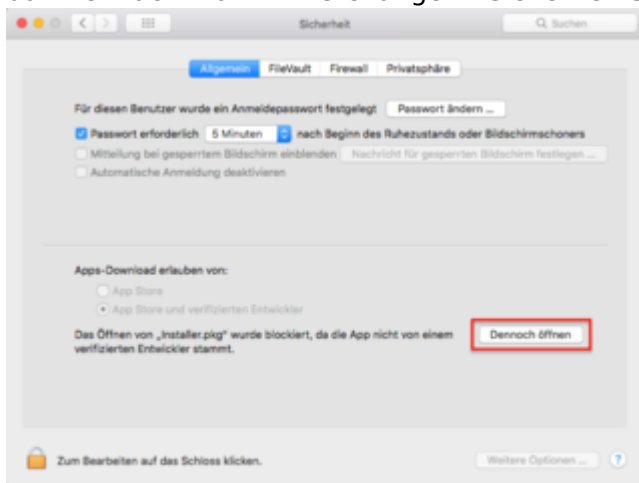 Sicherheit
Suchen
Allgemein FileVault Firewall Privatsphäre
Für diesen Benutzer wurde ein Anmeldepasswort festgelegt Passwort ändern ...
Passwort erforderlich 5 Minuten nach Beginn des Ruhezustands oder Bildschirmschoners
Mitteilung bei gesperrtem Bildschirm einblenden Nachricht für gesperrten Bildschirm festlegen ...
Automatische Anmeldung deaktivieren
Apps-Download erlauben von:
App Store
App Store und verifizierten Entwickler
Das Öffnen von „Installer.pkg“ wurde blockiert, da die App nicht von einem Dennoch öffnen
verifizierten Entwickler stammt.
Zum Bearbeiten auf das Schloss klicken. Weitere Optionen ... ?